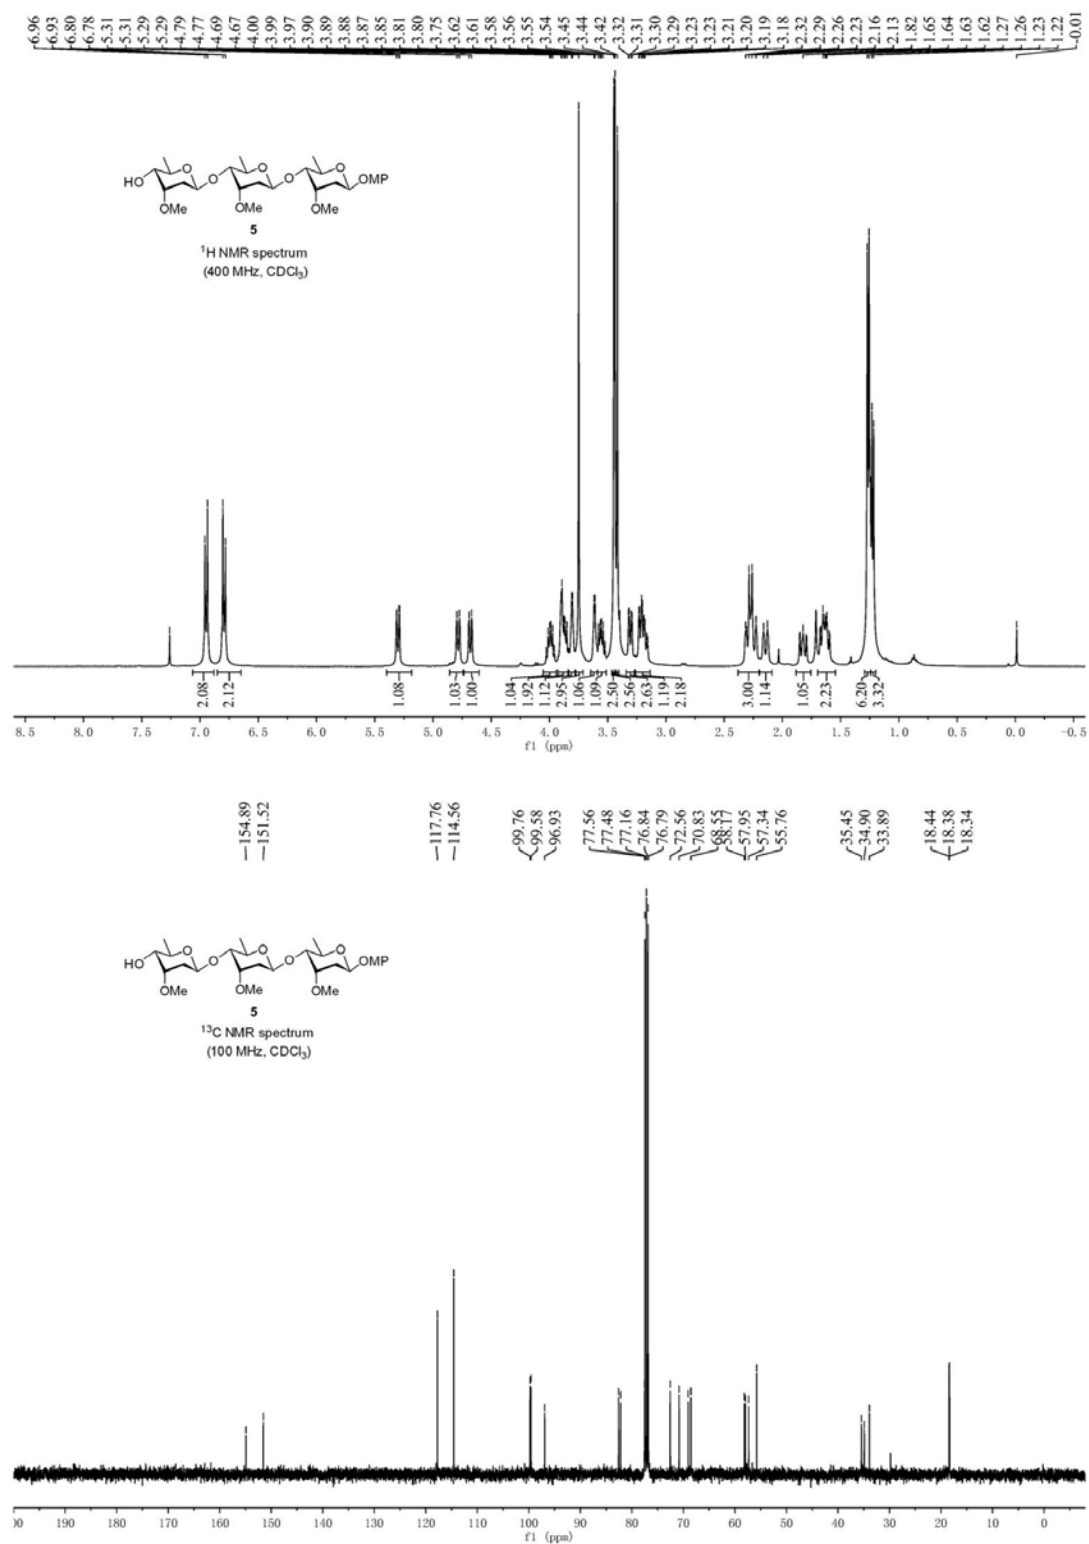 6.96 6.93 6.80 6.78 5.31 5.31 5.29 5.29 4.79 4.77 4.69 4.67 4.00 3.99 3.97 3.90 3.89 3.88 3.87 3.85 3.81 3.80 3.75 3.62 3.61 3.58 3.56 3.55 3.54 3.45 3.44 3.42 3.32 3.31 3.30 3.29 3.23 3.23 3.21 3.20 3.19 3.18 2.32 2.29 2.26 2.23 2.16 2.13 1.82 1.65 1.64 1.63 1.62 1.27 1.26 1.23 1.22 -0.01
HO O O O O O OMP
OMe OMe OMe
5
¹H NMR spectrum
(400 MHz, CDCl₃)
2.08 2.12 1.08 1.03 1.00 1.04 1.92 1.12 2.95 1.06 1.09 2.50 2.56 2.63 1.19 2.18 3.00 1.14 1.05 2.23 6.20 3.32
8.5 8.0 7.5 7.0 6.5 6.0 5.5 5.0 4.5 4.0 3.5 3.0 2.5 2.0 1.5 1.0 0.5 0.0 -0.5
f1 (ppm)
154.89 151.52 117.76 114.56 99.76 99.58 96.93 77.56 77.48 77.16 76.84 76.79 72.56 70.83 68.55 58.17 57.95 57.34 55.76 35.45 34.90 33.89 18.44 18.38 18.34
HO O O O O O OMP
OMe OMe OMe
5
¹³C NMR spectrum
(100 MHz, CDCl₃)
00 190 180 170 160 150 140 130 120 110 100 90 80 70 60 50 40 30 20 10 0
f1 (ppm)